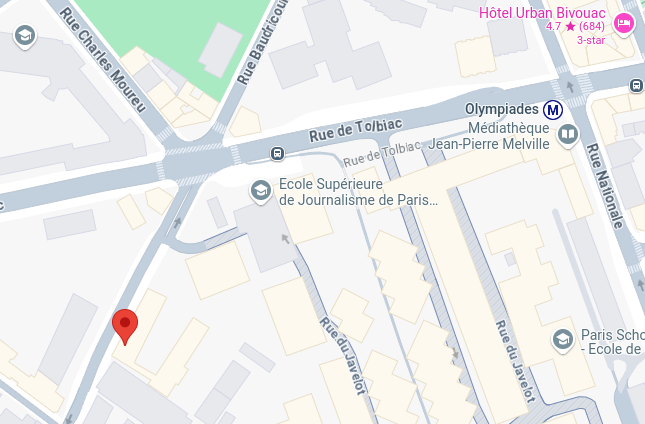 Hôtel Urban Bivouac
4.7 ★ (684)
3-star
Rue Charles Moureu
Rue Baudricour
Olympiades
M
Rue de Tolbiac
Médiathèque
Jean-Pierre Melville
Rue de Tolbiac
Rue Nationale
Ecole Supérieure
de Journalisme de Paris...
c
Rue du Javelot
Rue du Javelot
Paris Scho
- Ecole de